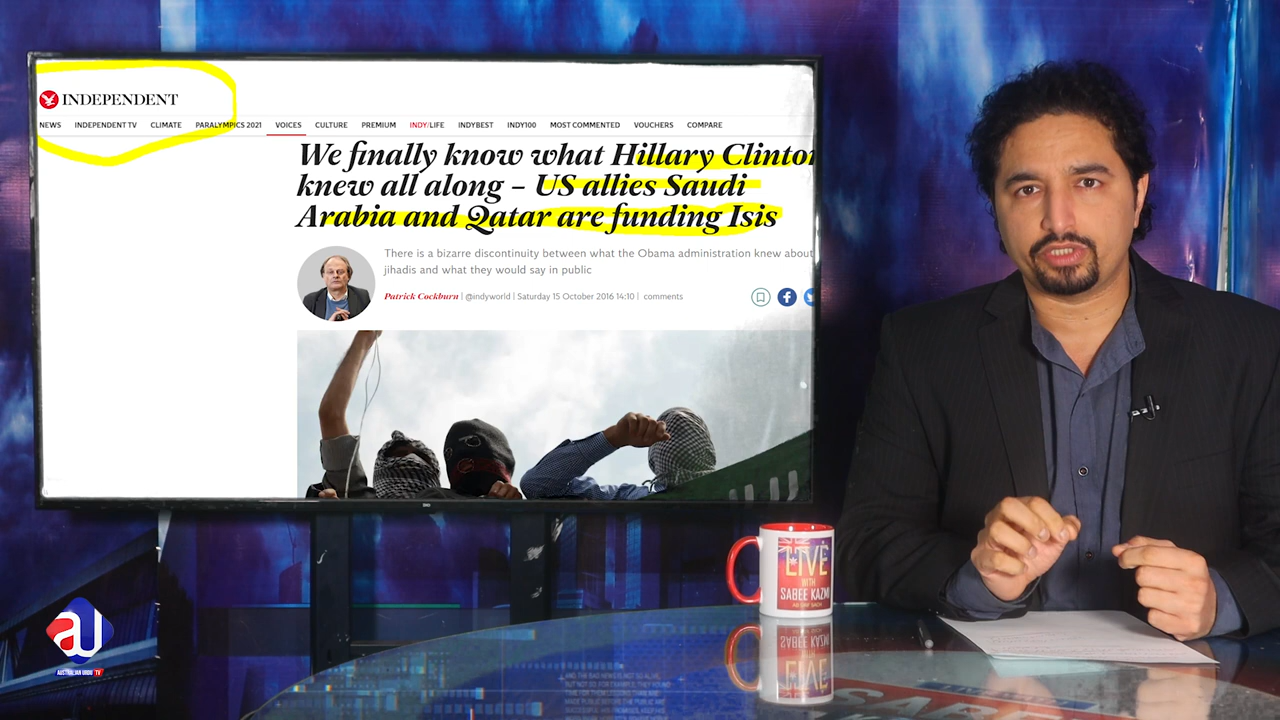 INDEPENDENT
NEWS INDEPENDENT TV CLIMATE PARALYMPICS 2021 VOICES CULTURE PREMIUM INDY/LIFE INDYBEST INDY100 MOST COMMENTED VOUCHERS COMPARE
We finally know what Hillary Clinton
knew all along – US allies Saudi
Arabia and Qatar are funding Isis
There is a bizarre discontinuity between what the Obama administration knew about
jihadis and what they would say in public
Patrick Cockburn | @indyworld | Saturday 15 October 2016 14:10 | comments
LIVE
WITH
SABEE KAZMI
AUSTRALIAN URDU TV